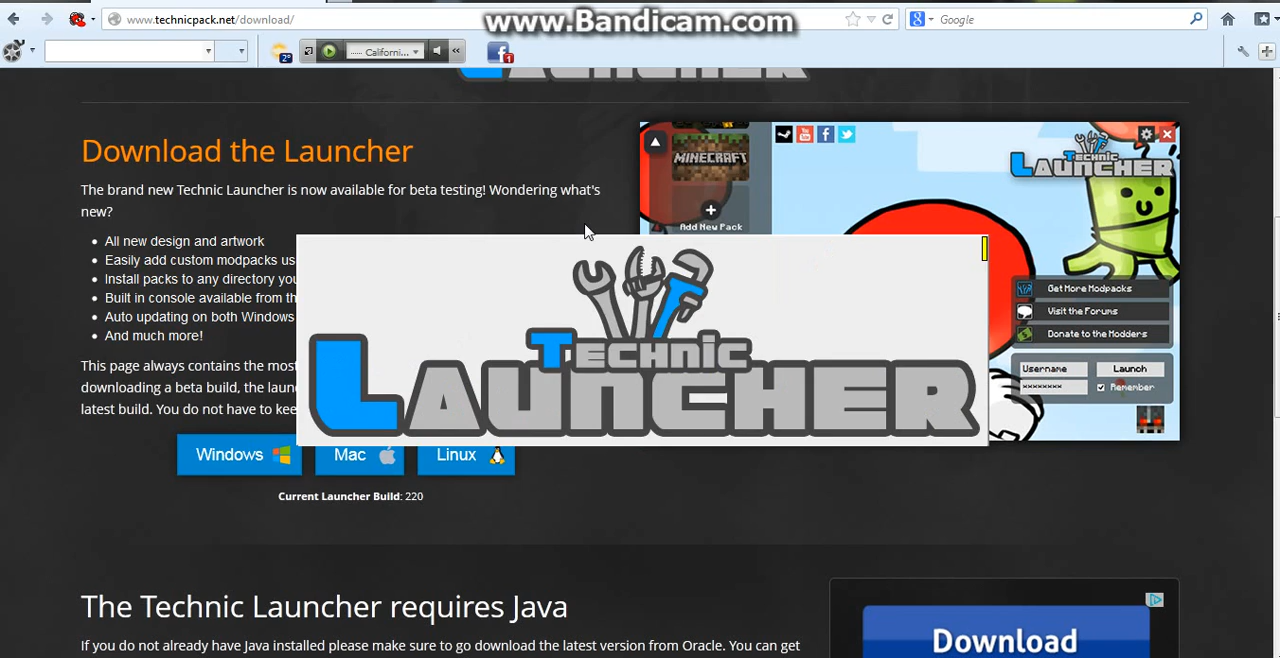 www.technicpack.net/download/
www.Bandicam.com
Google
2°
..... Californi...
1
LAUNCHER
Download the Launcher
The brand new Technic Launcher is now available for beta testing! Wondering what's
new?
All new design and artwork
Easily add custom modpacks us
Install packs to any directory you
Built in console available from th
Auto updating on both Windows
And much more!
This page always contains the most
downloading a beta build, the laun
latest build. You do not have to kee
MINECRAFT
Add New Pack
TECHNIC
LAUNCHER
Get More Modpacks
Visit the Forums
Donate to the Modders
Username
Launch
********
Remember
TECHNIC
LAUNCHER
Windows
Mac
Linux
Current Launcher Build: 220
The Technic Launcher requires Java
If you do not already have Java installed please make sure to go download the latest version from Oracle. You can get
Download